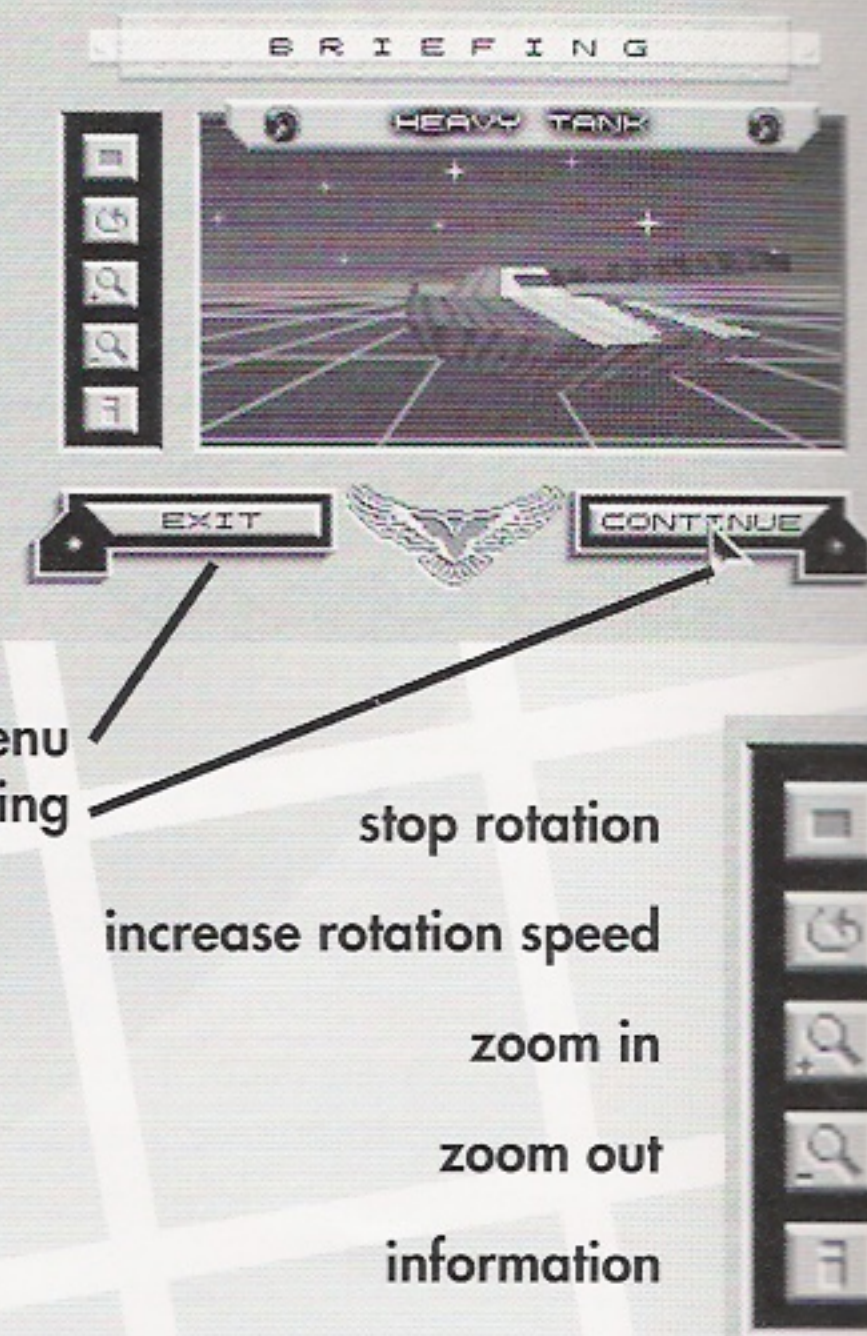 BRIEFING
HEAVY TANK
EXIT
CONTINUE
enu
ing
stop rotation
increase rotation speed
zoom in
zoom out
information